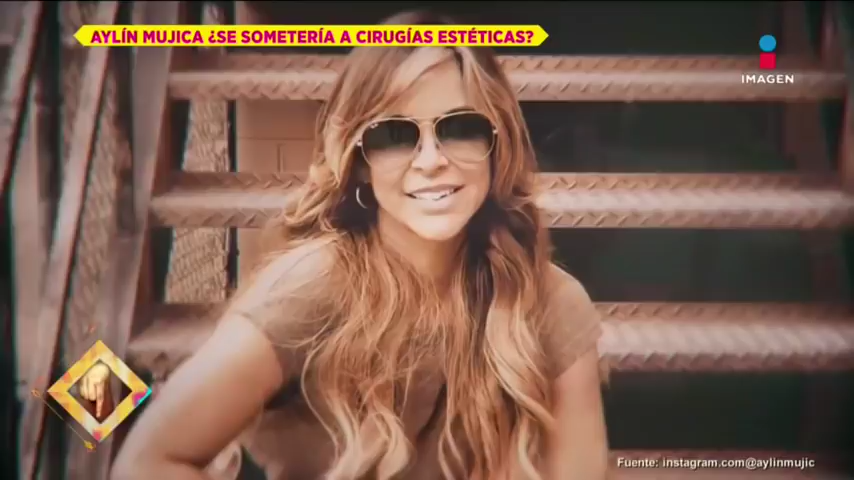 AYLÍN MUJICA ¿SE SOMETERÍA A CIRUGÍAS ESTÉTICAS?
IMAGEN
Fuente: instagram.com@aylinmujic